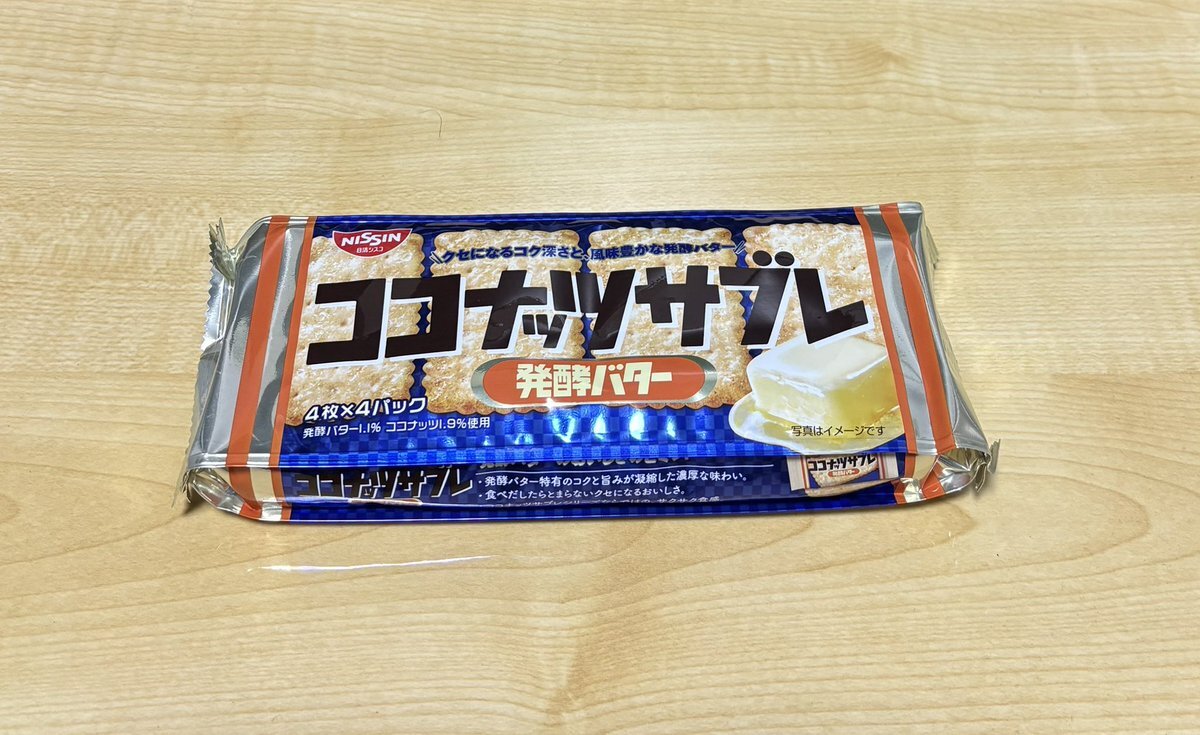 NISSIN
日清シスコ
クセになるコク深さと、風味豊かな発酵バター
ココナッツサブレ
発酵バター
4枚×4パック
発酵バター1.1% ココナッツ1.9%使用
写真はイメージです
ココナッツサブレ
・発酵バター特有のコクと旨みが凝縮した濃厚な味わい。
・食べだしたらとまらないクセになるおいしさ。
ココナッツサブレ
発酵バター